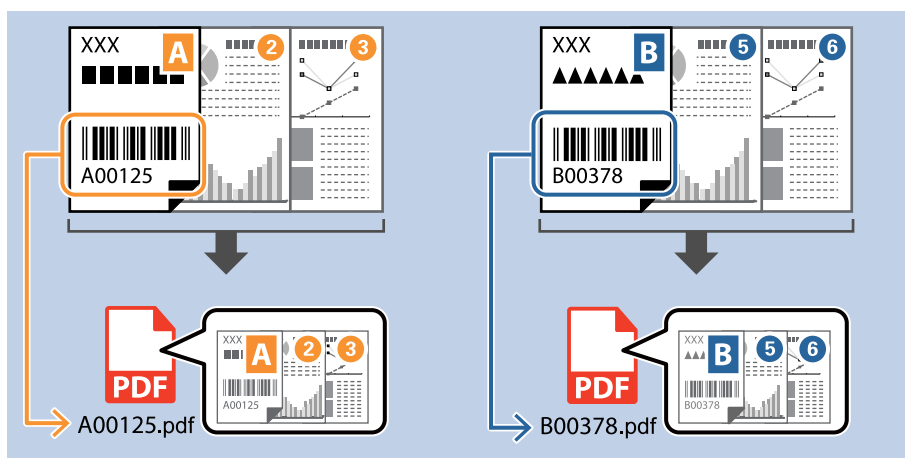 XXX
A
2
3
A00125
XXX
B
5
6
B00378
PDF
A00125.pdf
XXX
A
2
3
A00125
PDF
B00378.pdf
XXX
B
5
6
B00378